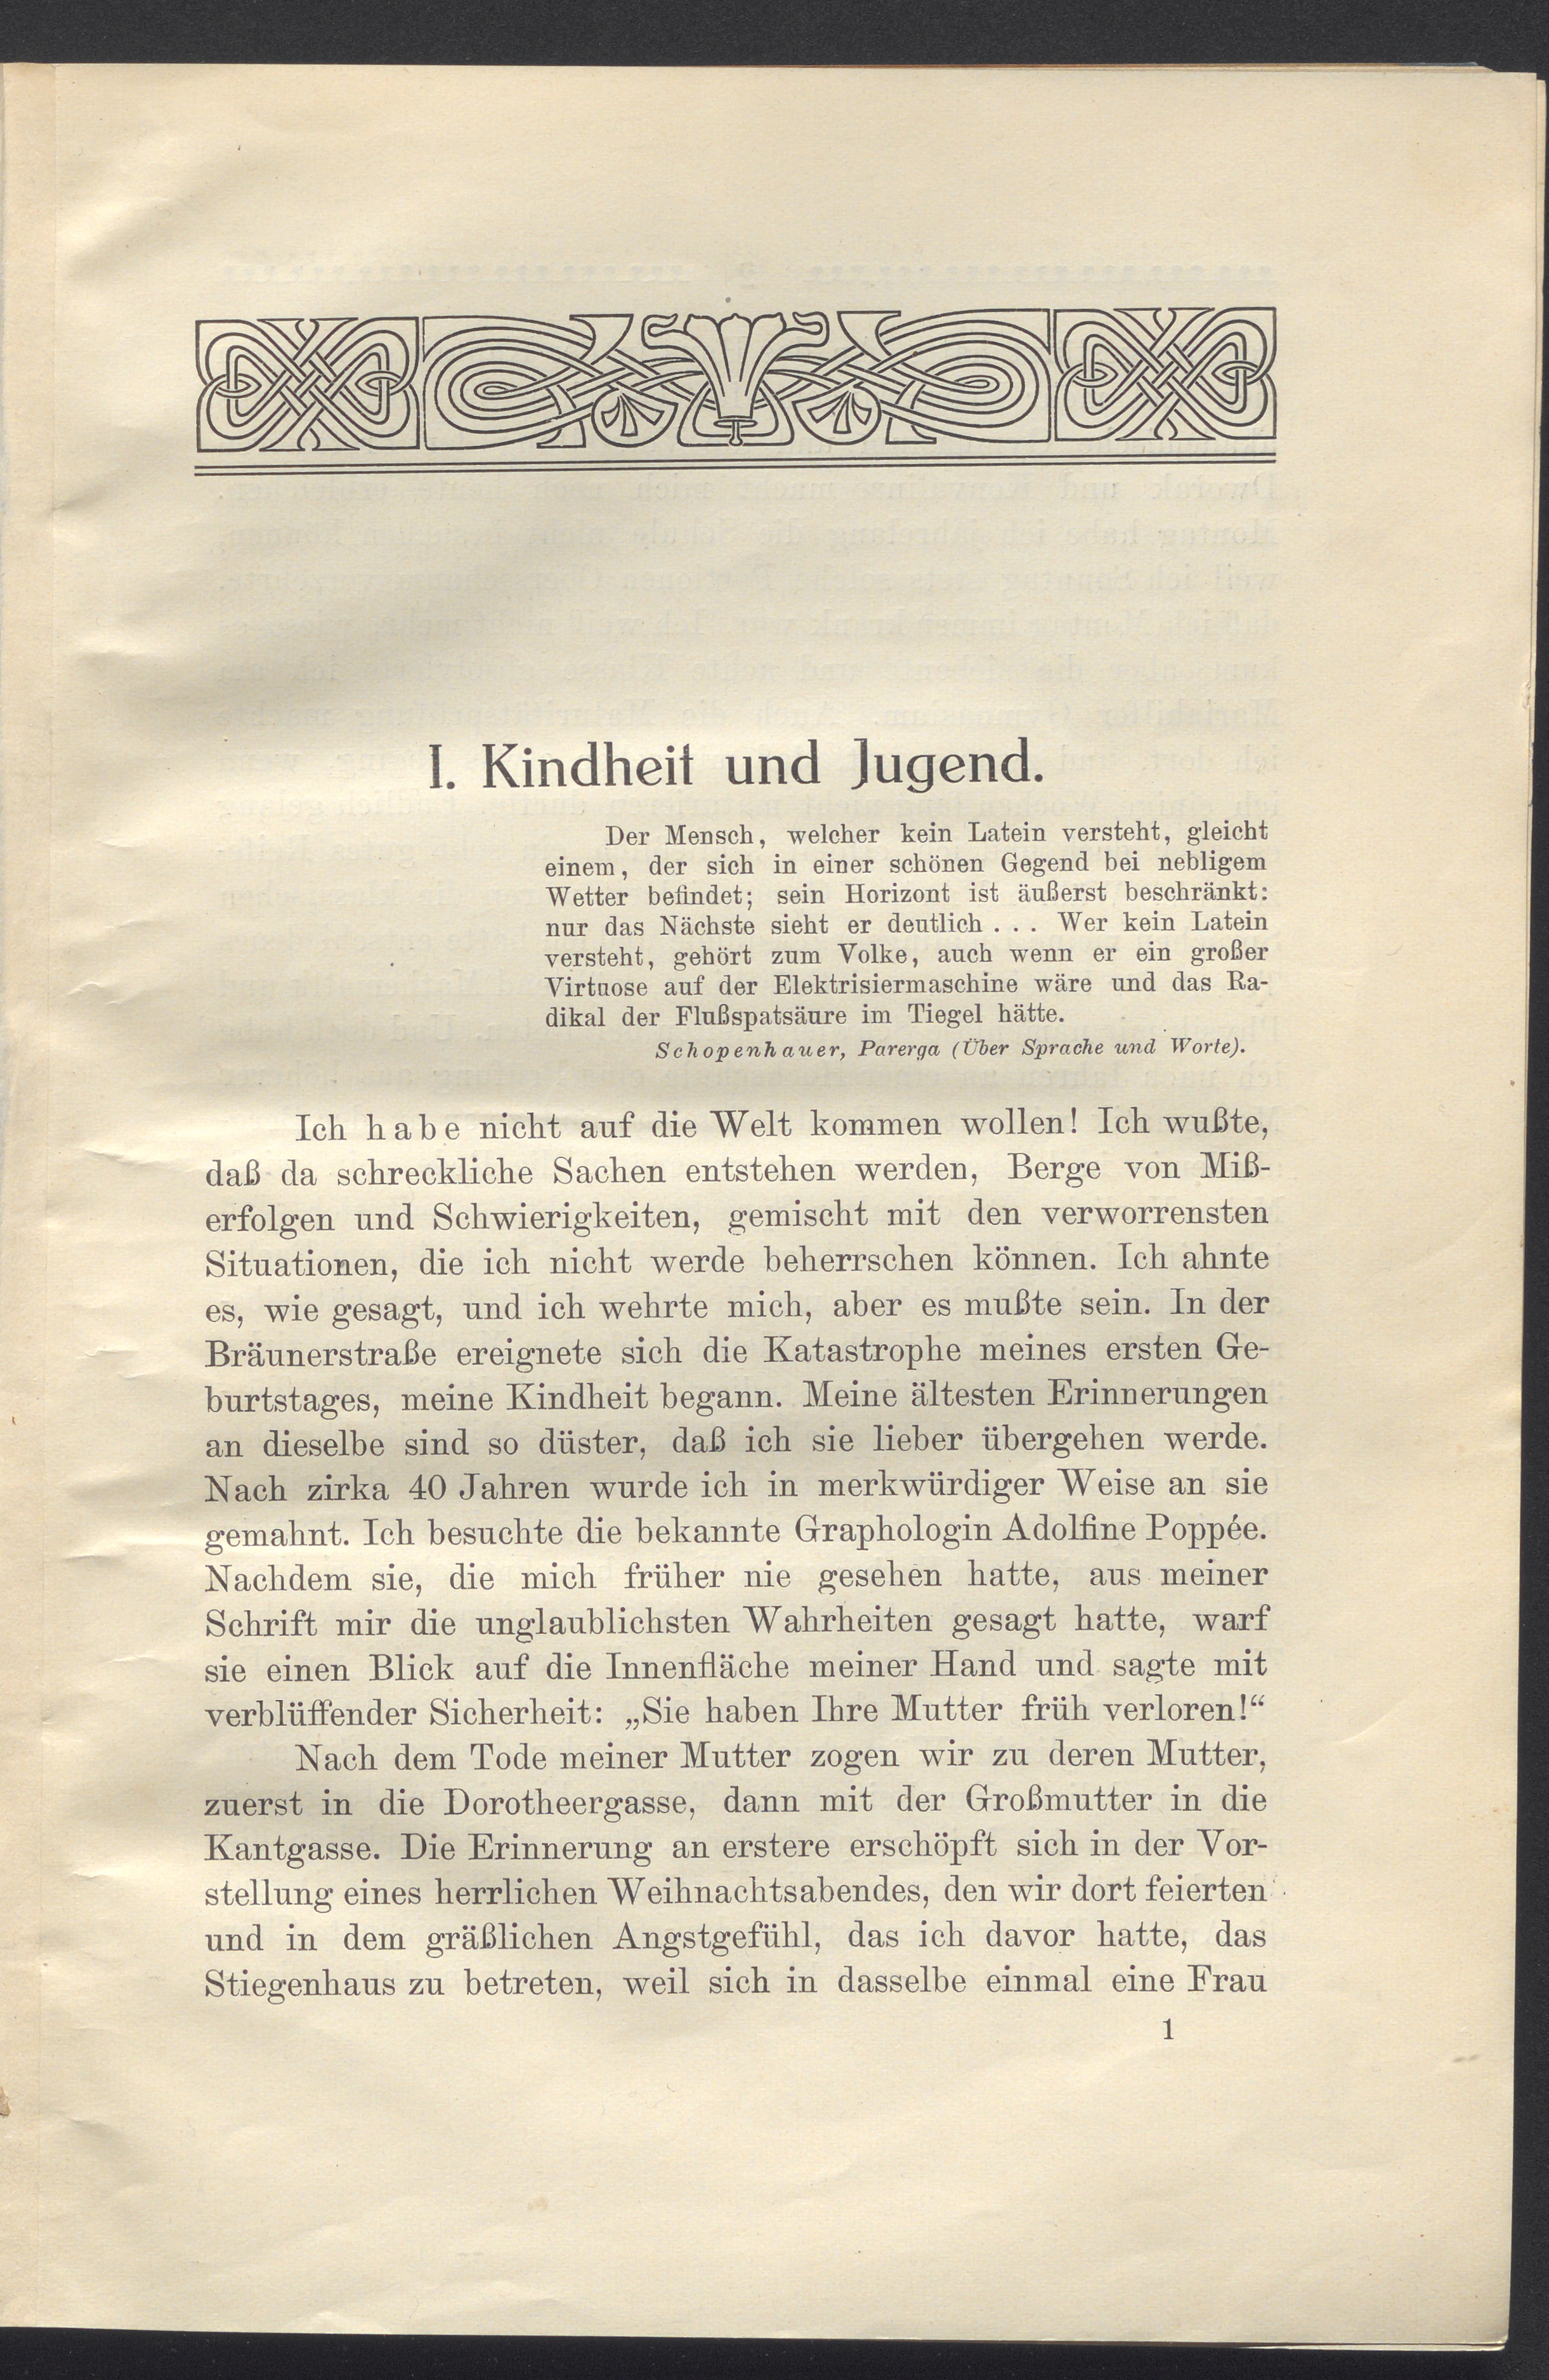 I. Kindheit und Jugend.
Der Mensch, welcher kein Latein versteht, gleicht
einem, der sich in einer schönen Gegend bei nebligem
Wetter befindet; sein Horizont ist äußerst beschränkt:
nur das Nächste sieht er deutlich . . . Wer kein Latein
versteht, gehört zum Volke, auch wenn er ein großer
Virtuose auf der Elektrisiermaschine wäre und das Ra-
dikal der Flußspatsäure im Tiegel hätte.
Schopenhauer, Parerga (Über Sprache und Worte).
Ich habe nicht auf die Welt kommen wollen! Ich wußte,
daß da schreckliche Sachen entstehen werden, Berge von Miß-
erfolgen und Schwierigkeiten, gemischt mit den verworrensten
Situationen, die ich nicht werde beherrschen können. Ich ahnte
es, wie gesagt, und ich wehrte mich, aber es mußte sein. In der
Bräunerstraße ereignete sich die Katastrophe meines ersten Ge-
burtstages, meine Kindheit begann. Meine ältesten Erinnerungen
an dieselbe sind so düster, daß ich sie lieber übergehen werde.
Nach zirka 40 Jahren wurde ich in merkwürdiger Weise an sie
gemahnt. Ich besuchte die bekannte Graphologin Adolfine Poppée.
Nachdem sie, die mich früher nie gesehen hatte, aus meiner
Schrift mir die unglaublichsten Wahrheiten gesagt hatte, warf
sie einen Blick auf die Innenfläche meiner Hand und sagte mit
verblüffender Sicherheit: „Sie haben Ihre Mutter früh verloren!“
Nach dem Tode meiner Mutter zogen wir zu deren Mutter,
zuerst in die Dorotheergasse, dann mit der Großmutter in die
Kantgasse. Die Erinnerung an erstere erschöpft sich in der Vor-
stellung eines herrlichen Weihnachtsabendes, den wir dort feierten
und in dem gräßlichen Angstgefühl, das ich davor hatte, das
Stiegenhaus zu betreten, weil sich in dasselbe einmal eine Frau
1